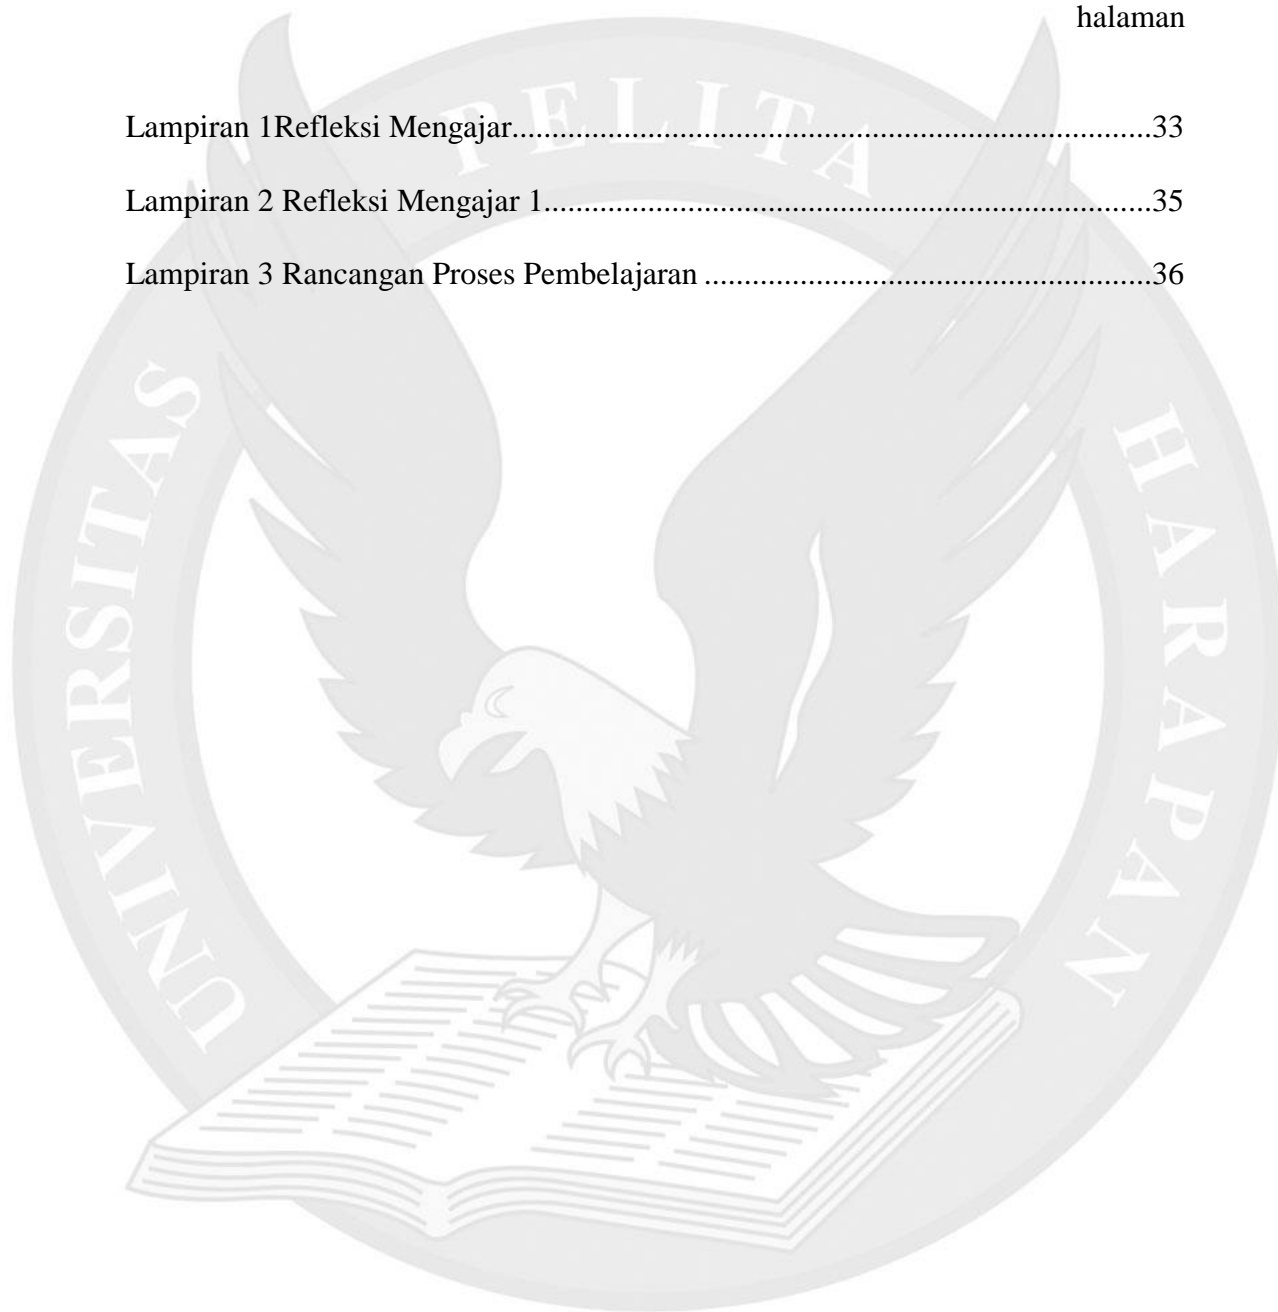 halaman
Lampiran 1Refleksi Mengajar................................................................................33
Lampiran 2 Refleksi Mengajar 1............................................................................35
Lampiran 3 Rancangan Proses Pembelajaran ........................................................36
UNIVERSITAS PELITA HARAPAN